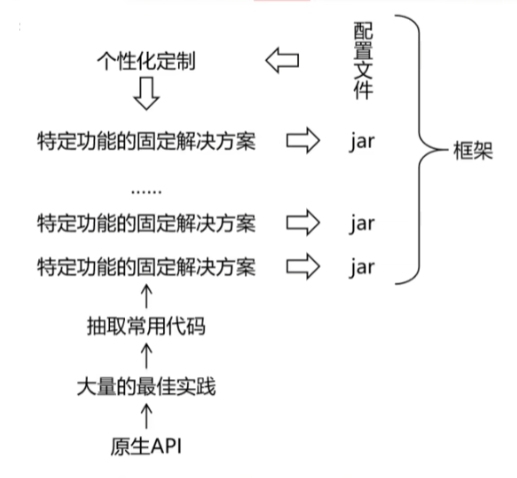 配置文件
个性化定制
特定功能的固定解决方案 jar
框架
......
特定功能的固定解决方案 jar
特定功能的固定解决方案 jar
抽取常用代码
大量的最佳实践
原生API